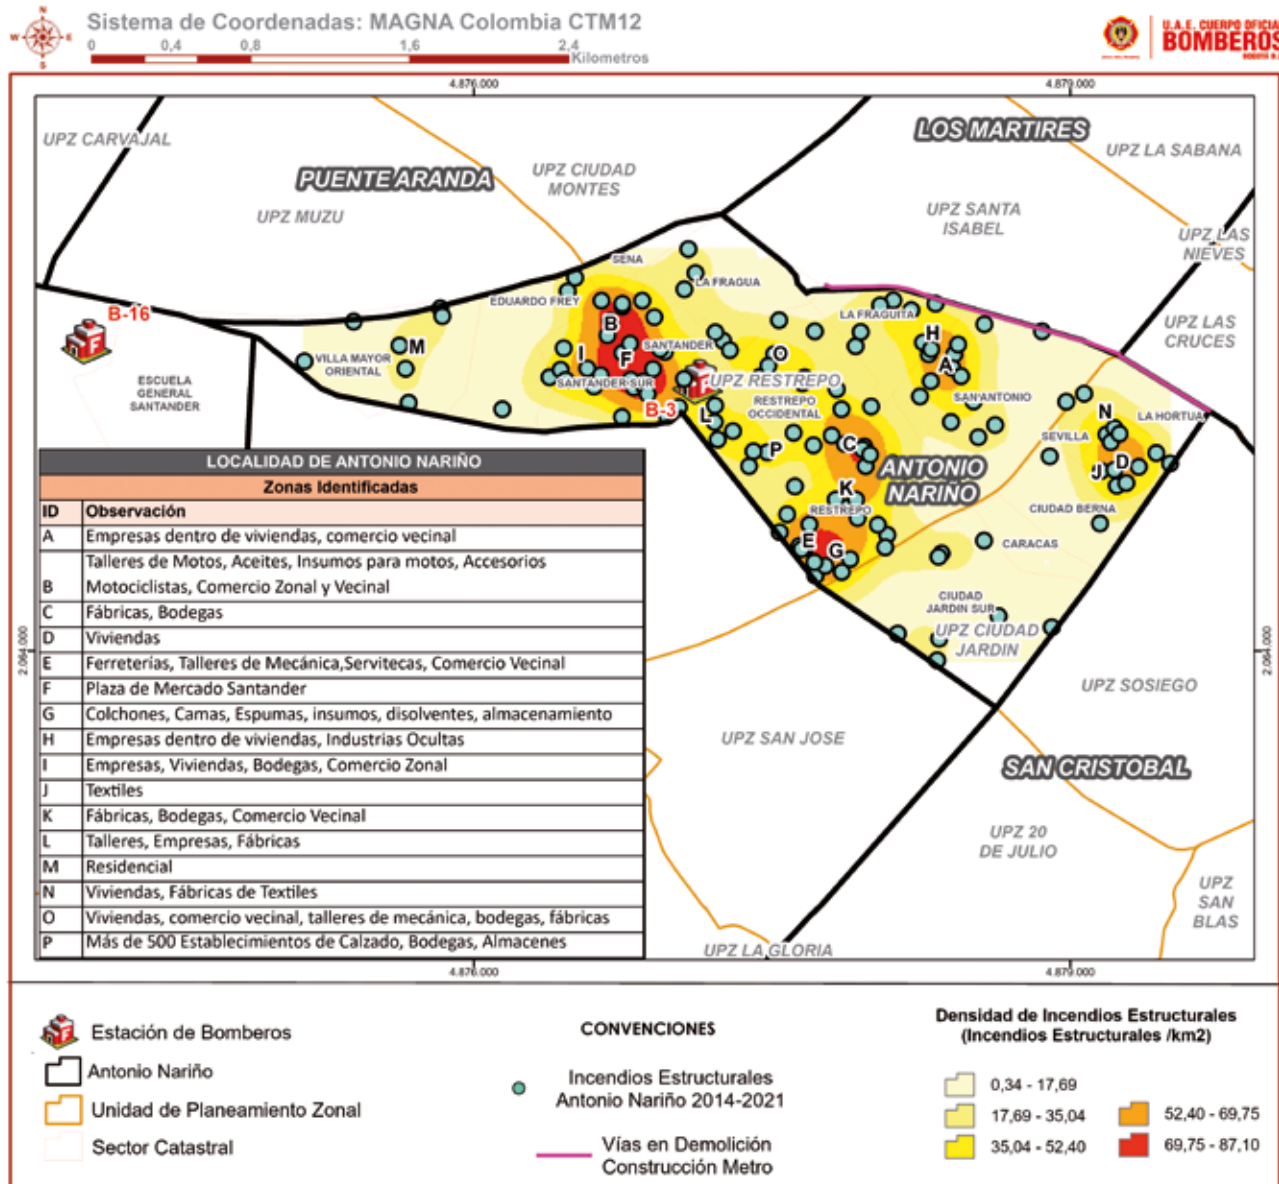 N
W E
S
Sistema de Coordenadas: MAGNA Colombia CTM12
0 0,4 0,8 1,6 2,4
Kilometros
U.A.E. CUERPO OFICIAL
BOMBEROS
4.876.000 4.879.000
UPZ CARVAJAL
PUENTE ARANDA
UPZ CIUDAD
MONTES
UPZ MUZU
LOS MARTIRES
UPZ LA SABANA
UPZ SANTA
ISABEL
UPZ LAS
NIEVES
UPZ LAS
CRUCES
B-16
ESCUELA
GENERAL
SANTANDER
SENA
EDUARDO FREY
LA FRAGUA
LA FRAGUITA
B
H
M
VILLA MAYOR
ORIENTAL
SANTANDER
F
I
O
A
SANTANDER SUR
UPZ RESTREPO
B-3
L
RESTREPO
OCCIDENTAL
SAN ANTONIO
N
LA HORTUA
SEVILLA
P
C
ANTONIO
NARIÑO
J
D
K
RESTREPO
CIUDAD BERNA
E
G
CARACAS
CIUDAD
JARDIN SUR
UPZ CIUDAD
JARDIN
UPZ SOSIEGO
UPZ SAN JOSE
SAN CRISTOBAL
UPZ 20
DE JULIO
UPZ
SAN
BLAS
UPZ LA GLORIA
2.064.000
2.064.000
LOCALIDAD DE ANTONIO NARIÑO
Zonas Identificadas
ID Observación
A Empresas dentro de viviendas, comercio vecinal
Talleres de Motos, Aceites, Insumos para motos, Accesorios
B Motociclistas, Comercio Zonal y Vecinal
C Fábricas, Bodegas
D Viviendas
E Ferreterias, Talleres de Mecánica,Servitecas, Comercio Vecinal
F Plaza de Mercado Santander
G Colchones, Camas, Espumas, insumos, disolventes, almacenamiento
H Empresas dentro de viviendas, Industrias Ocultas
I Empresas, Viviendas, Bodegas, Comercio Zonal
J Textiles
K Fábricas, Bodegas, Comercio Vecinal
L Talleres, Empresas, Fábricas
M Residencial
N Viviendas, Fábricas de Textiles
O Viviendas, comercio vecinal, talleres de mecánica, bodegas, fábricas
P Más de 500 Establecimientos de Calzado, Bodegas, Almacenes
4.876.000 4.879.000
Estación de Bomberos
Antonio Nariño
Unidad de Planeamiento Zonal
Sector Catastral
CONVENCIONES
Incendios Estructurales
Antonio Nariño 2014-2021
Vías en Demolición
Construcción Metro
Densidad de Incendios Estructurales
(Incendios Estructurales /km2)
0,34 - 17,69
17,69 - 35,04
35,04 - 52,40
52,40 - 69,75
69,75 - 87,10